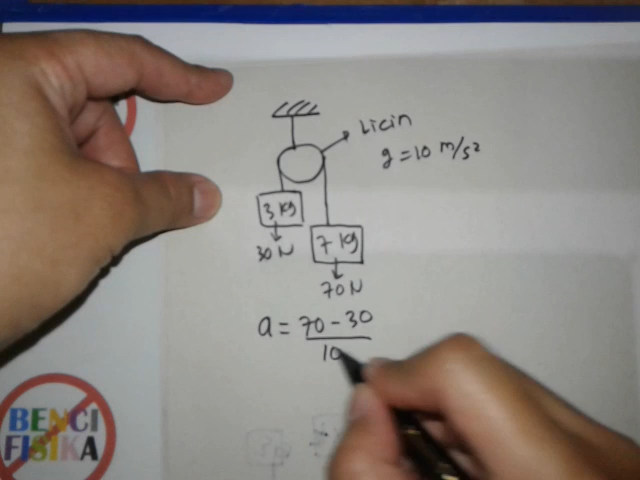 Licin
g = 10 m/s²
3 kg
30 N
7 kg
70 N
a = 70 - 30
10
BENCI
FISIKA